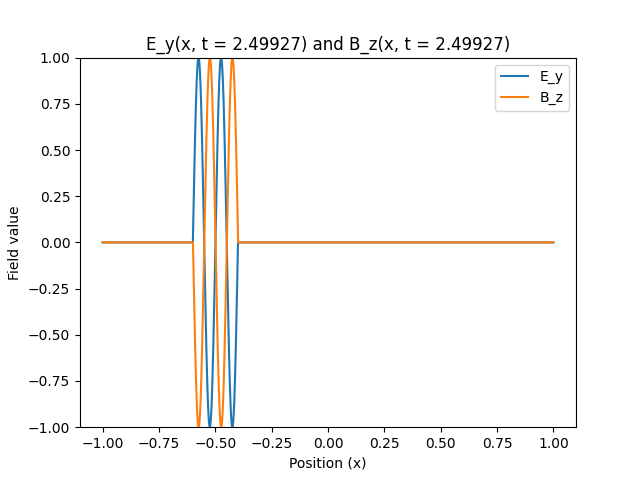 E_y(x, t = 2.49927) and B_z(x, t = 2.49927)
1.00
0.75
0.50
0.25
0.00
−0.25
−0.50
−0.75
−1.00
Field value
E_y
B_z
−1.00 −0.75 −0.50 −0.25 0.00 0.25 0.50 0.75 1.00
Position (x)